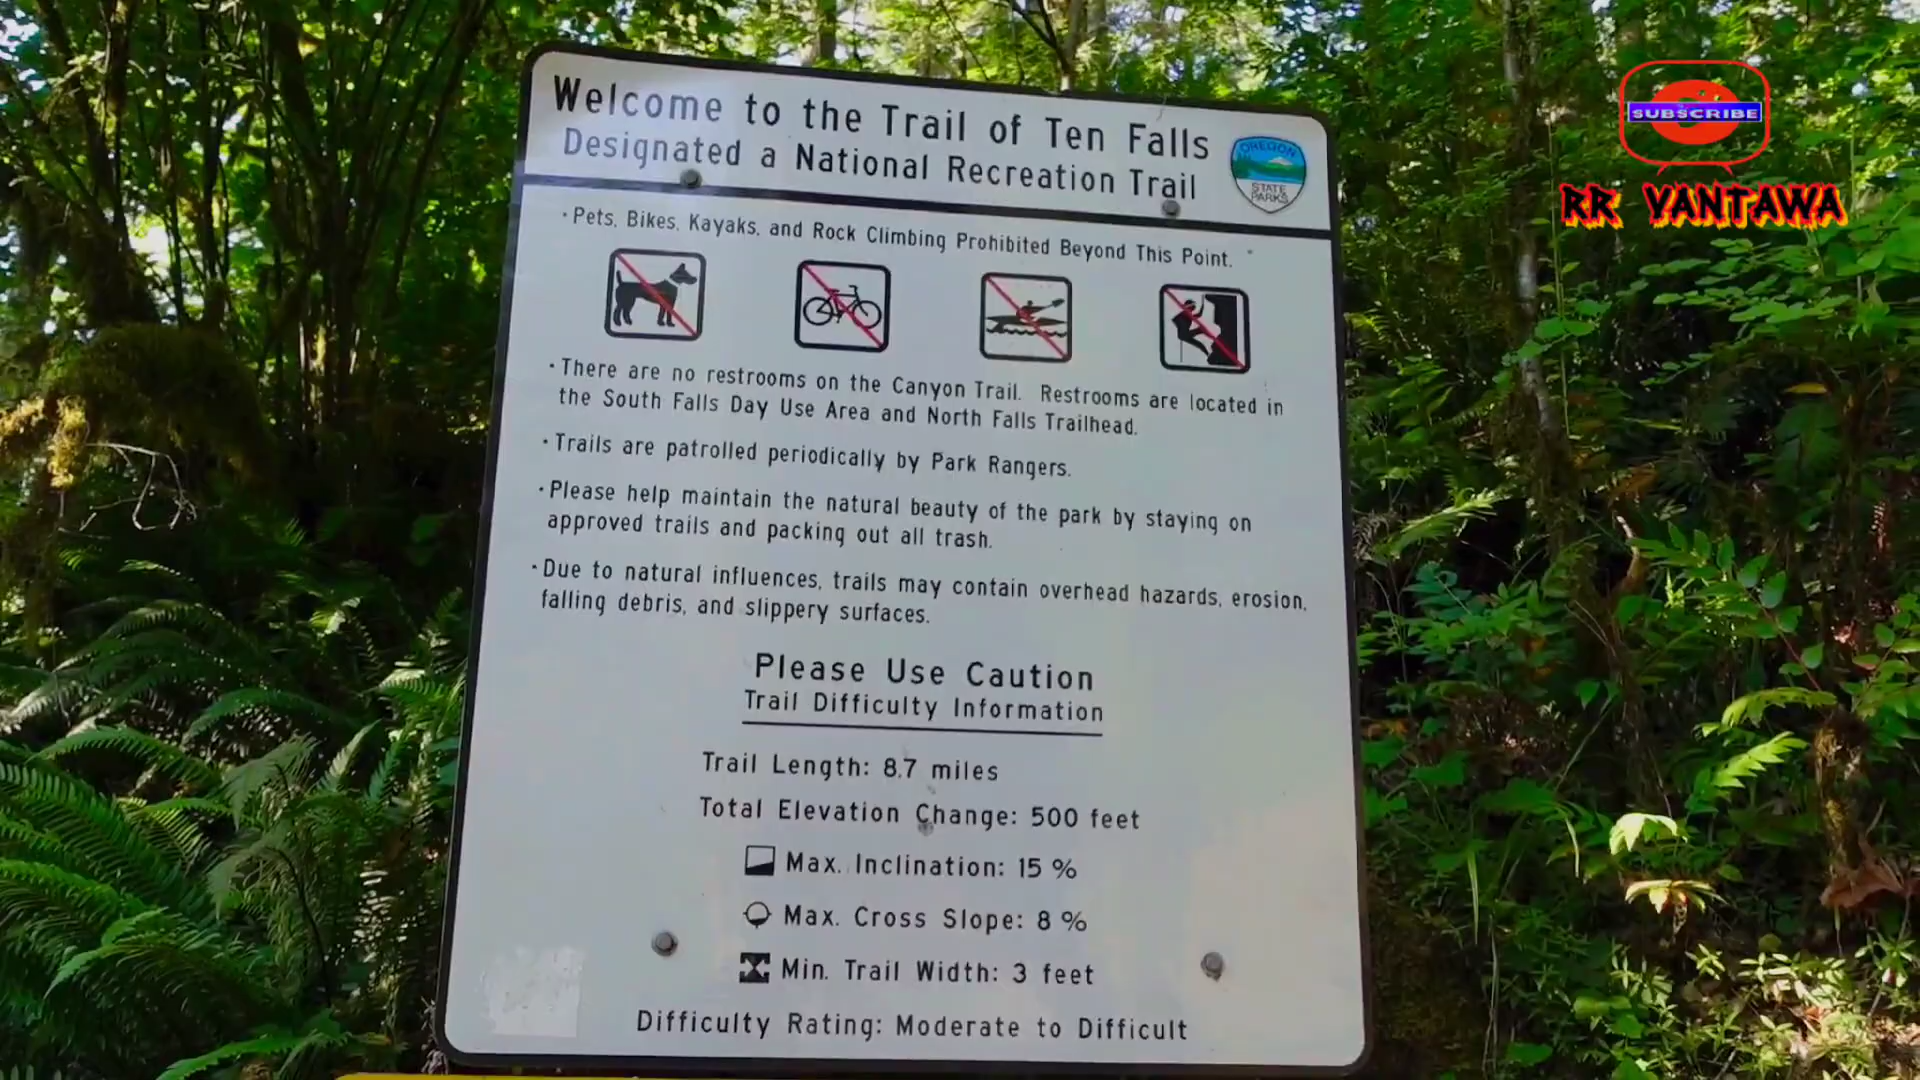 Welcome to the Trail of Ten Falls
Designated a National Recreation Trail
OREGON
STATE
PARKS
SUBSCRIBE
RR VANTAWA
· Pets, Bikes, Kayaks, and Rock Climbing Prohibited Beyond This Point.
· There are no restrooms on the Canyon Trail. Restrooms are located in
the South Falls Day Use Area and North Falls Trailhead.
· Trails are patrolled periodically by Park Rangers.
· Please help maintain the natural beauty of the park by staying on
approved trails and packing out all trash.
· Due to natural influences, trails may contain overhead hazards, erosion,
falling debris, and slippery surfaces.
Please Use Caution
Trail Difficulty Information
Trail Length: 8.7 miles
Total Elevation Change: 500 feet
Max. Inclination: 15 %
Max. Cross Slope: 8 %
Min. Trail Width: 3 feet
Difficulty Rating: Moderate to Difficult